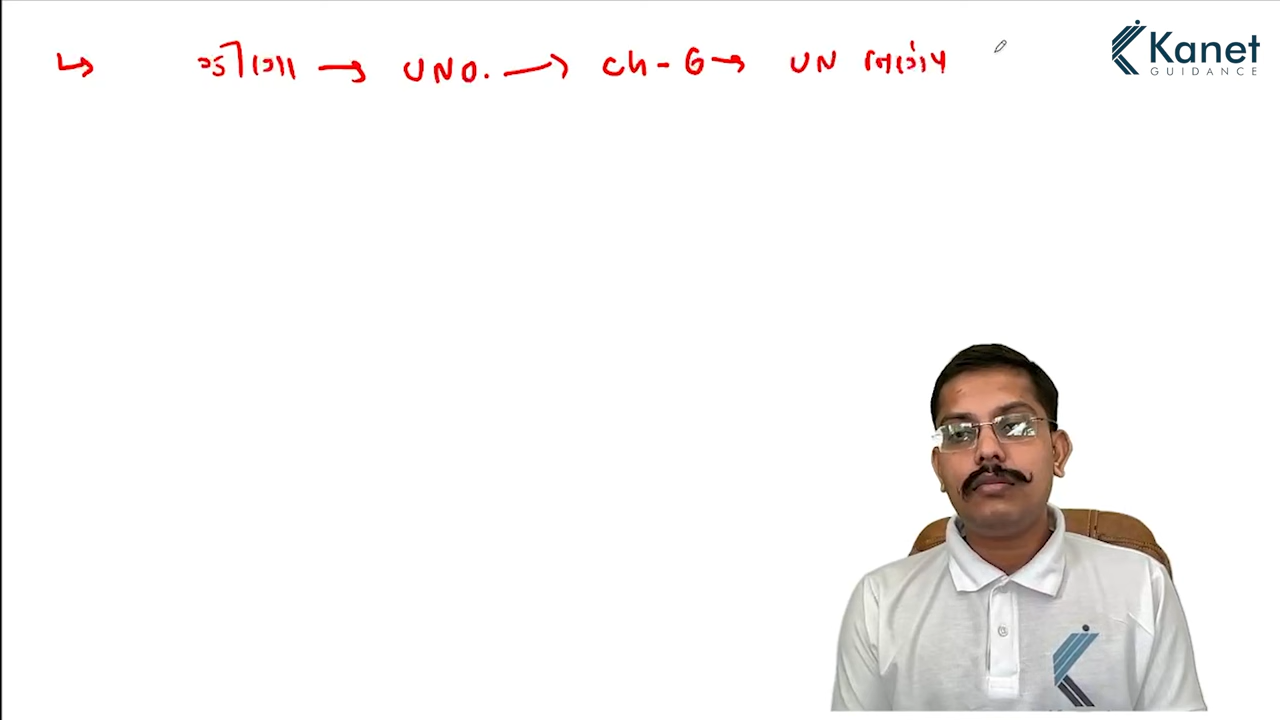 ↳ → UNO. → Ch - 6 → UN
Kanet
GUIDANCE